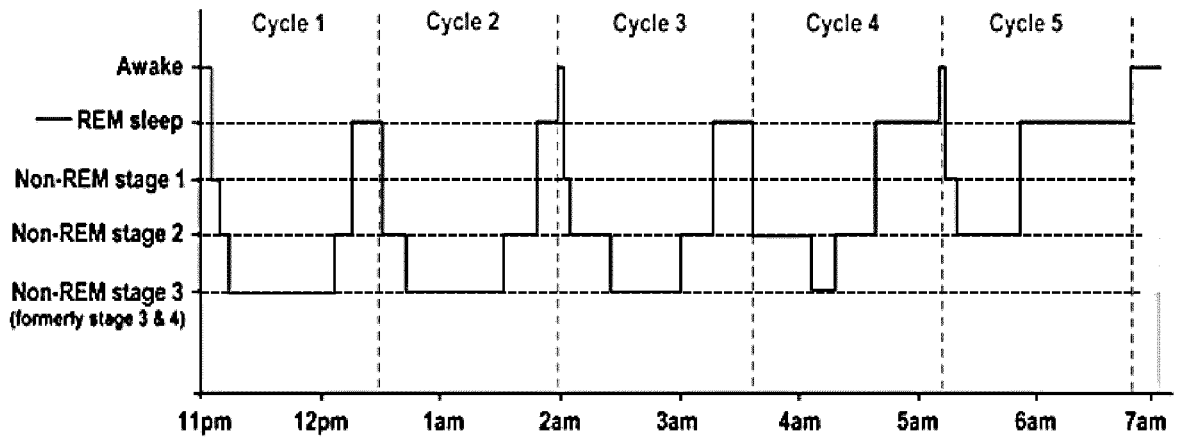 Cycle 1 Cycle 2 Cycle 3 Cycle 4 Cycle 5
Awake
REM sleep
Non-REM stage 1
Non-REM stage 2
Non-REM stage 3
(formerly stage 3 & 4)
11pm 12pm 1am 2am 3am 4am 5am 6am 7am